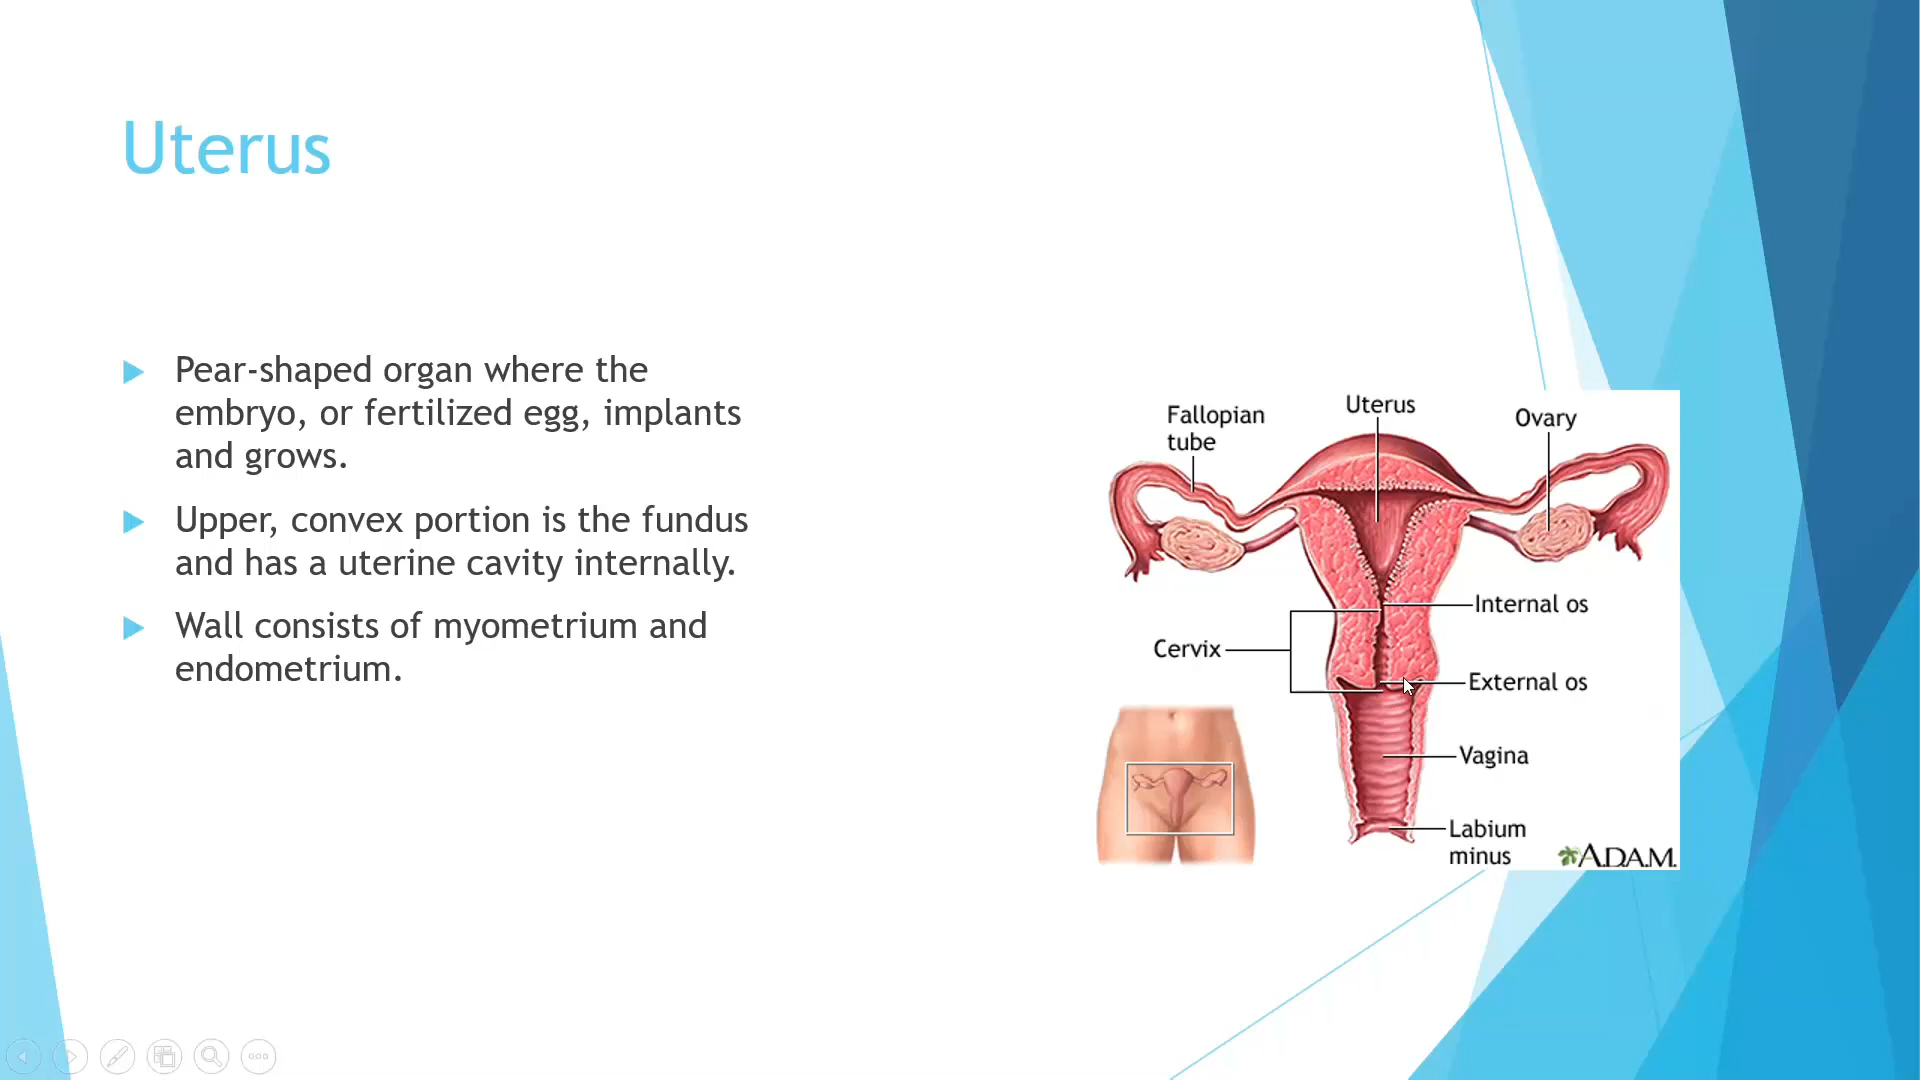 Uterus
Pear-shaped organ where the
embryo, or fertilized egg, implants
and grows.
Upper, convex portion is the fundus
and has a uterine cavity internally.
Wall consists of myometrium and
endometrium.
Fallopian
tube
Uterus
Ovary
Internal os
Cervix
External os
Vagina
Labium
minus
A.D.A.M.